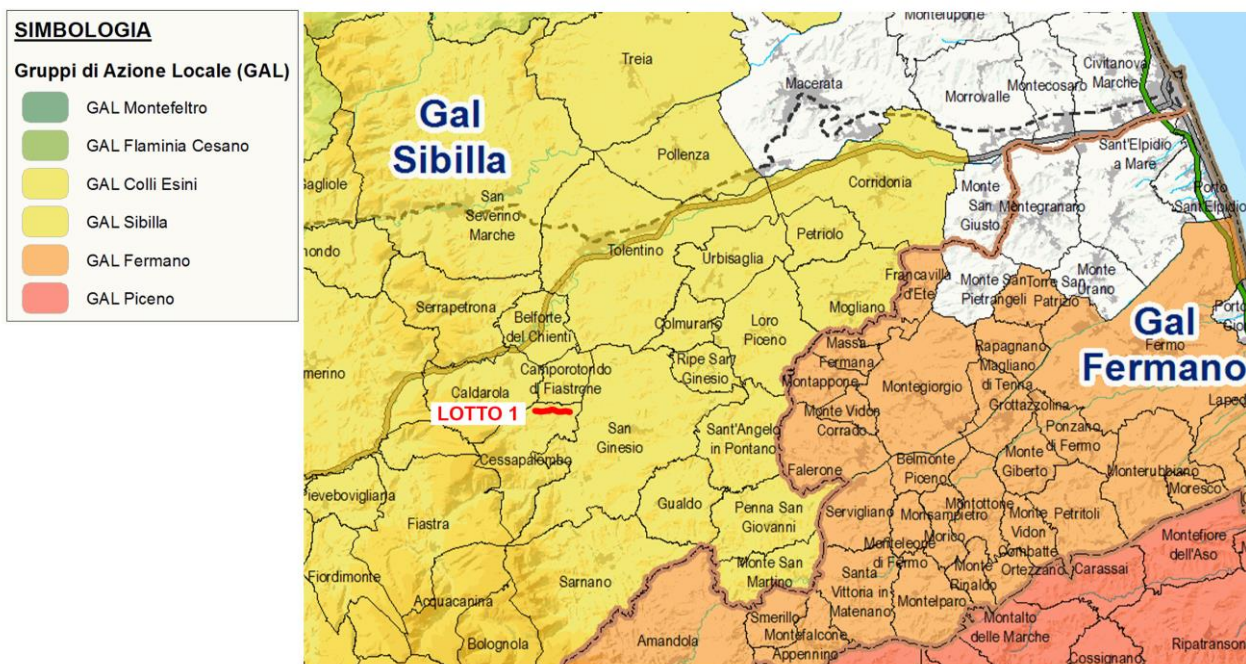 SIMBOLOGIA
Gruppi di Azione Locale (GAL)
GAL Montefeltro
GAL Flaminia Cesano
GAL Colli Esini
GAL Sibilla
GAL Fermano
GAL Piceno
Montelupone
Treia
Macerata
Civitanova
Marche
Montecosaro
Morrovalle
Gal
Sibilla
Pollenza
Sant'Elpidio
a Mare
Gagliole
Corridonia
San
Severino
Marche
Monte
San
Giusto
Montegranaro
Porto
Sant'Elpidio
Petriolo
Tolentino
Urbisaglia
Francavilla
d'Ete
Monte San
Pietrangeli
Torre San
Patrizio
Monte
Urano
Serrapetrona
Mogliano
Belforte
del Chienti
Colmurano
Loro
Piceno
Porto
Gal
Fermano
Fermo
Massa
Fermana
Rapagnano
Magliano
di Tenna
Camporotondo
di Fiastrone
Ripe San
Ginesio
Montappone
Montegiorgio
Caldarola
Grottazzolina
LOTTO 1
Monte Vidon
Corrado
San
Ginesio
Sant'Angelo
in Pontano
Ponzano
di Fermo
Cessapalombo
Falerone
Belmonte
Piceno
Monte
Giberto
Monterubbiano
Moresco
Pievebovigliana
Gualdo
Penna San
Giovanni
Servigliano
Monsampietro
Morico
Montottone
Monte
Vidon
Combatte
Petritoli
Fiastra
Monteleone
di Fermo
Montefiore
dell'Aso
Fiordimonte
Sarnano
Monte San
Martino
Santa
Vittoria in
Matenano
Monte
Rinaldo
Ortezzano
Carassai
Acquacanina
Montelparo
Smerillo
Montalto
delle Marche
Bolognola
Amandola
Montefalcone
Appennino
Cossignano